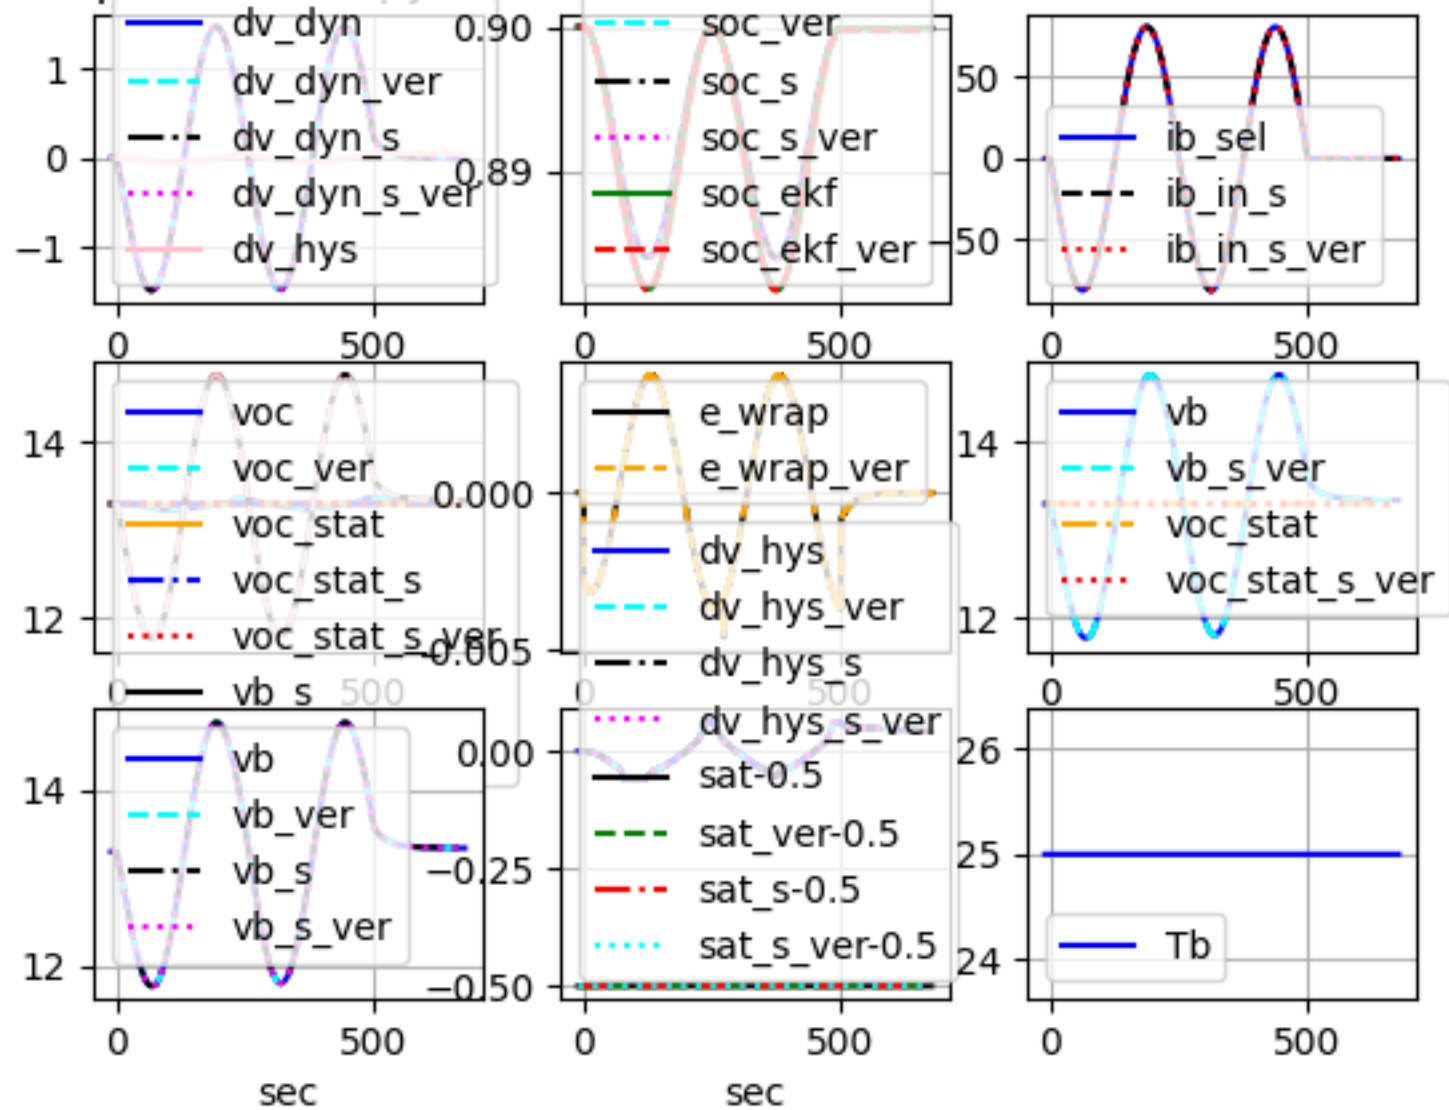 dv_dyn
dv_dyn_ver
dv_dyn_s
dv_dyn_s_ver
dv_hys
1
0
−1
0
500
soc_ver
soc_s
soc_s_ver
soc_ekf
soc_ekf_ver
0.90
0.89
0
500
ib_sel
ib_in_s
ib_in_s_ver
50
0
−50
0
500
voc
voc_ver
voc_stat
voc_stat_s
voc_stat_s_ver
vb_s
14
12
0
500
e_wrap
e_wrap_ver
0.000
−0.005
0
500
vb
vb_s_ver
voc_stat
voc_stat_s_ver
14
12
0
500
vb
vb_ver
vb_s
vb_s_ver
14
12
0
500
sec
dv_hys
dv_hys_ver
dv_hys_s
dv_hys_s_ver
sat-0.5
sat_ver-0.5
sat_s-0.5
sat_s_ver-0.5
0.00
−0.25
−0.50
0
500
sec
Tb
26
25
24
0
500